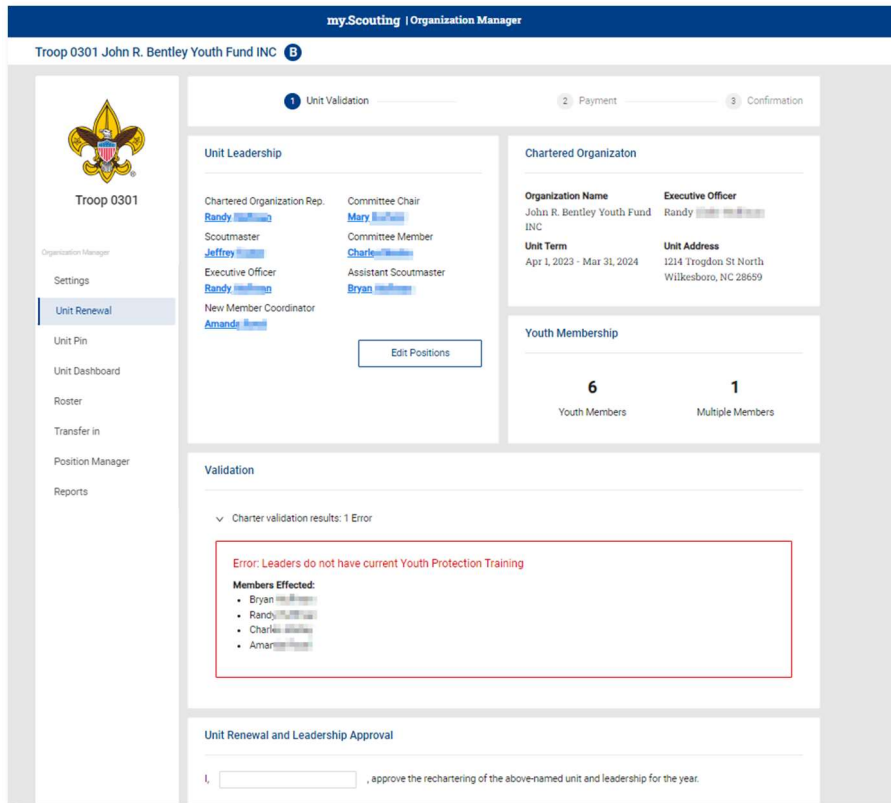 my.Scouting | Organization Manager
Troop 0301 John R. Bentley Youth Fund INC B
Troop 0301
Organization Manager
Settings
Unit Renewal
Unit Pin
Unit Dashboard
Roster
Transfer in
Position Manager
Reports
1 Unit Validation
2 Payment
3 Confirmation
Unit Leadership
Chartered Organization Rep.
Randy
Committee Chair
Mary
Scoutmaster
Jeffrey
Committee Member
Executive Officer
Randy
Assistant Scoutmaster
Bryan
New Member Coordinator
Edit Positions
Chartered Organizaton
Organization Name
John R. Bentley Youth Fund
INC
Executive Officer
Randy
Unit Term
Apr 1, 2023 - Mar 31, 2024
Unit Address
1214 Trogdon St North
Wilkesboro, NC 28659
Youth Membership
6
Youth Members
1
Multiple Members
Validation
Charter validation results: 1 Error
Error: Leaders do not have current Youth Protection Training
Members Effected:
• Bryan
• Randy
Unit Renewal and Leadership Approval
I, , approve the rechartering of the above-named unit and leadership for the year.